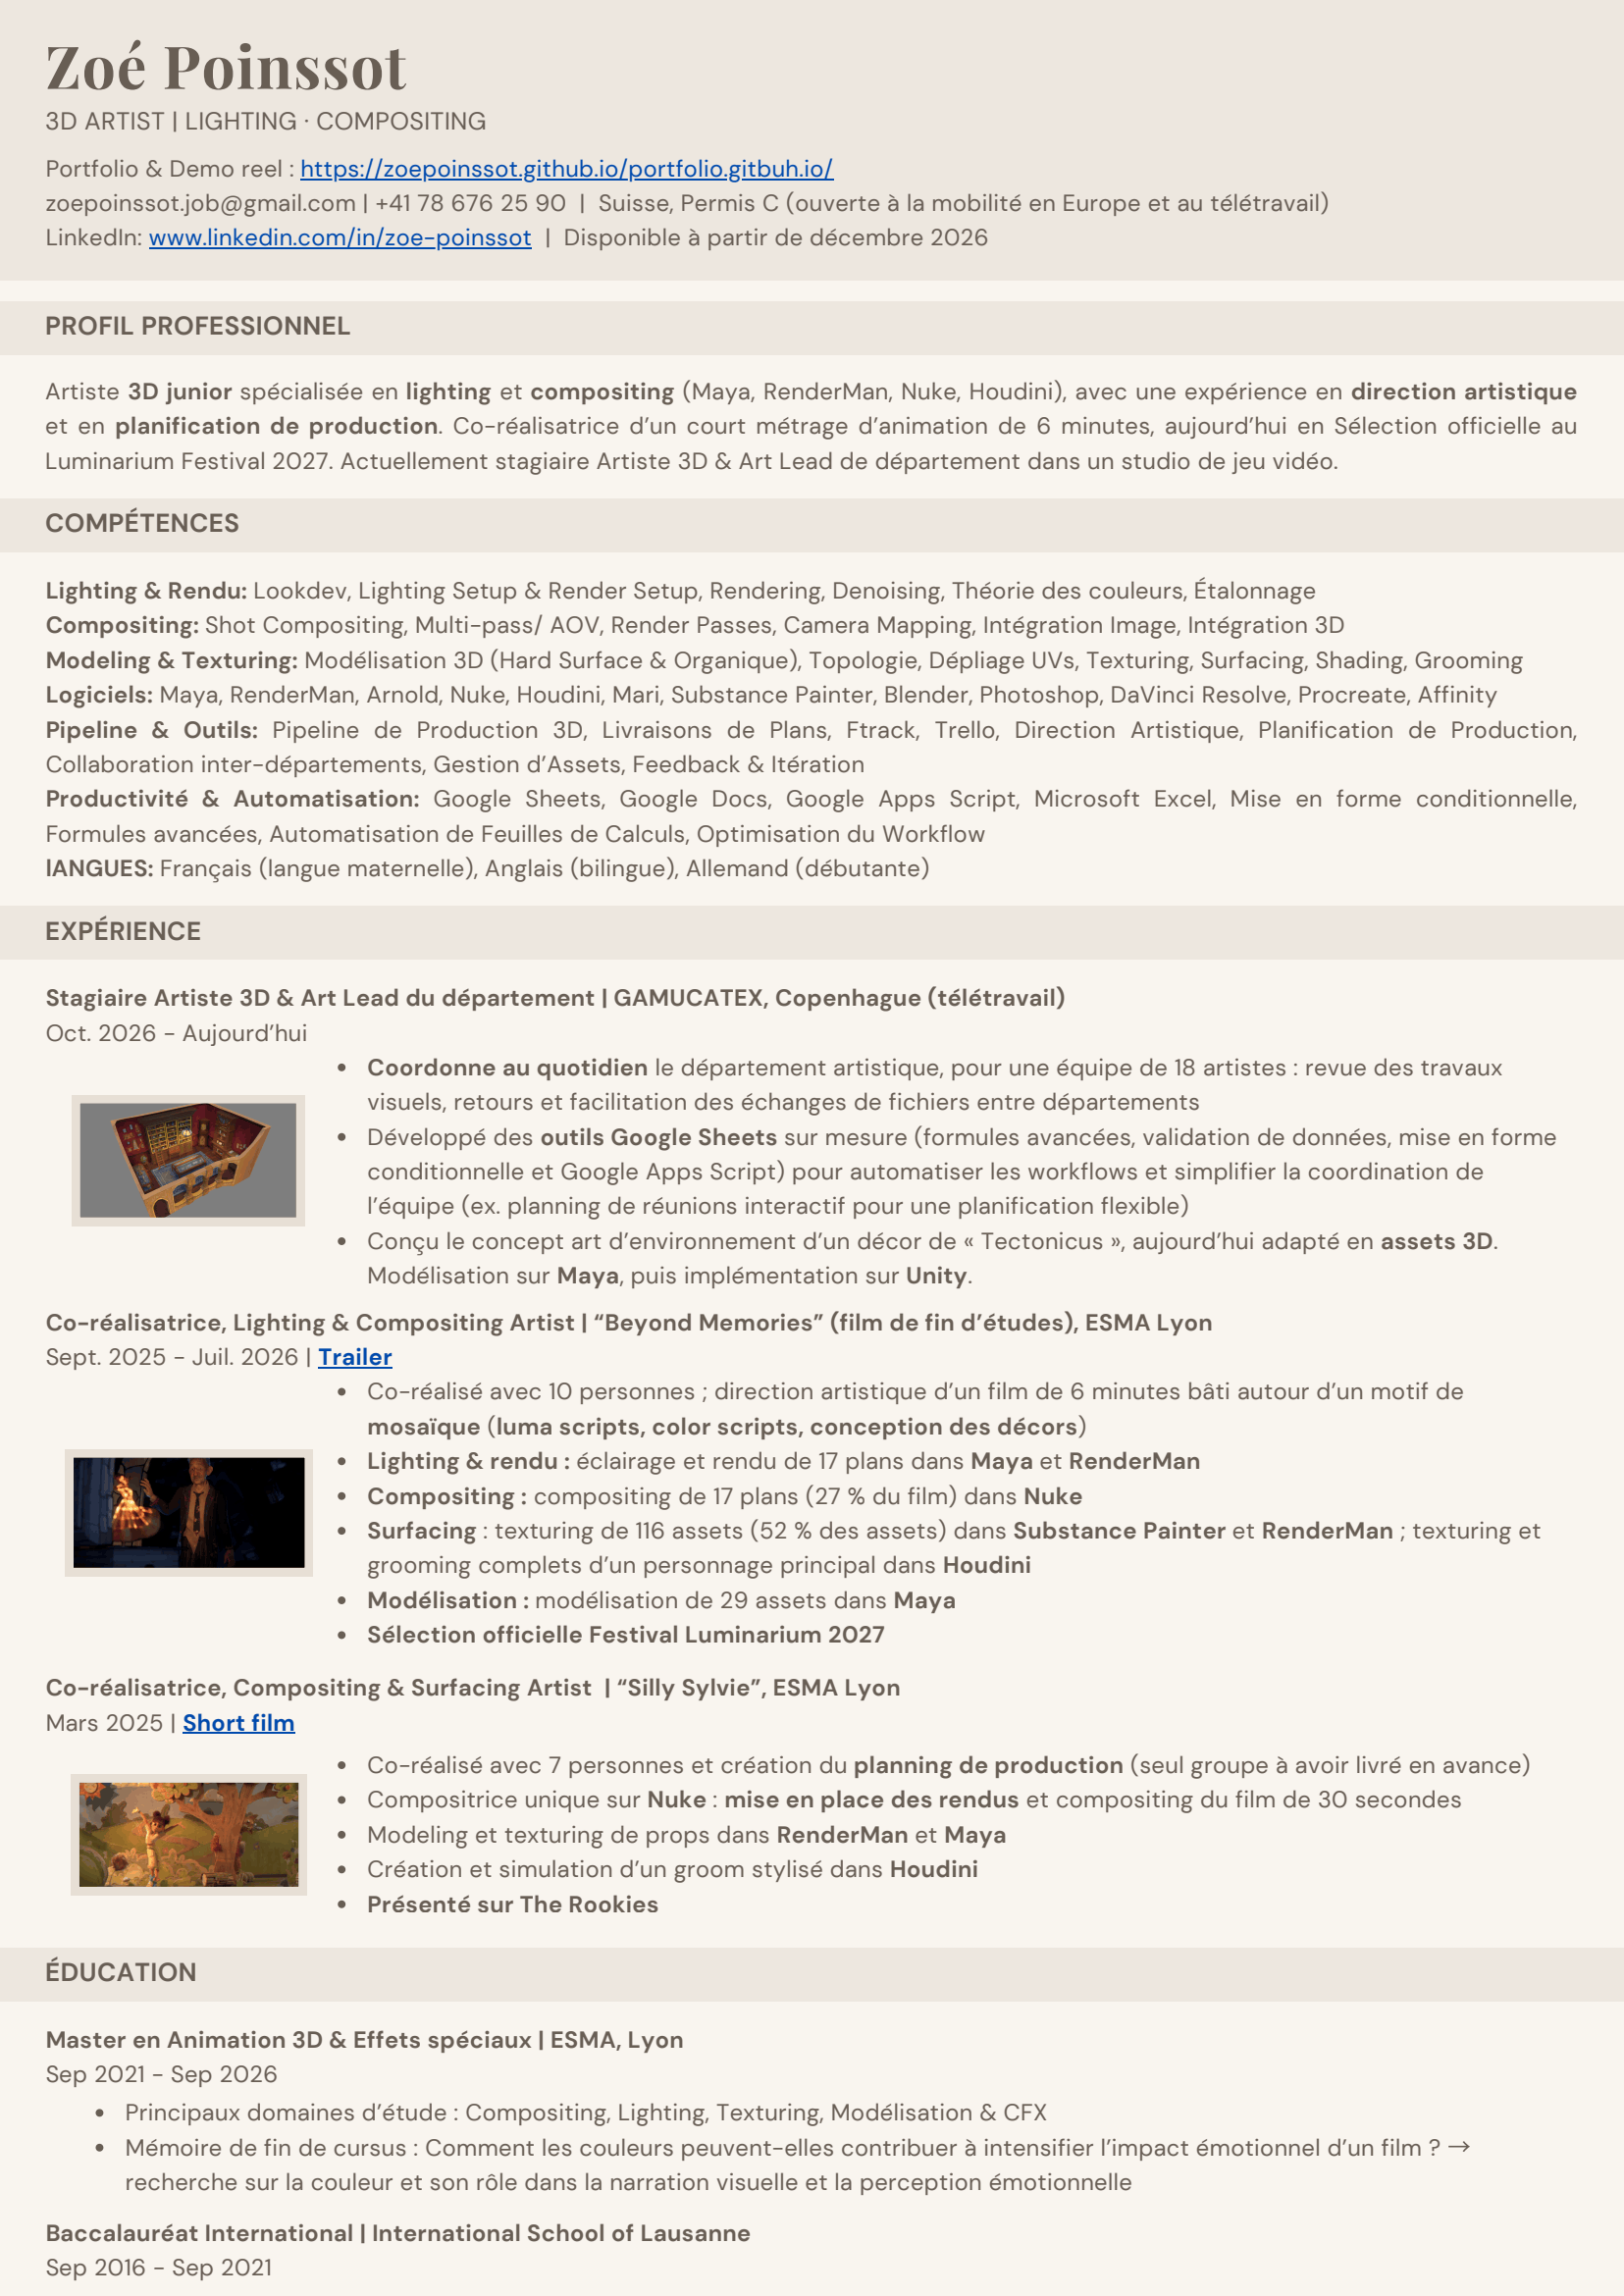 Zoé Poinssot
3D ARTIST | LIGHTING · COMPOSITING
Portfolio & Demo reel : https://zoepoinssot.github.io/portfolio.gitbuh.io/
zoepoinssot.job@gmail.com | +41 78 676 25 90 | Suisse, Permis C (ouverte à la mobilité en Europe et au télétravail)
LinkedIn: www.linkedin.com/in/zoe-poinssot | Disponible à partir de décembre 2026
PROFIL PROFESSIONNEL
Artiste 3D junior spécialisée en lighting et compositing (Maya, RenderMan, Nuke, Houdini), avec une expérience en direction artistique
et en planification de production. Co-réalisatrice d’un court métrage d’animation de 6 minutes, aujourd’hui en Sélection officielle au
Luminarium Festival 2027. Actuellement stagiaire Artiste 3D & Art Lead de département dans un studio de jeu vidéo.
COMPÉTENCES
Lighting & Rendu: Lookdev, Lighting Setup & Render Setup, Rendering, Denoising, Théorie des couleurs, Étalonnage
Compositing: Shot Compositing, Multi-pass/ AOV, Render Passes, Camera Mapping, Intégration Image, Intégration 3D
Modeling & Texturing: Modélisation 3D (Hard Surface & Organique), Topologie, Dépliage UVs, Texturing, Surfacing, Shading, Grooming
Logiciels: Maya, RenderMan, Arnold, Nuke, Houdini, Mari, Substance Painter, Blender, Photoshop, DaVinci Resolve, Procreate, Affinity
Pipeline & Outils: Pipeline de Production 3D, Livraisons de Plans, Ftrack, Trello, Direction Artistique, Planification de Production,
Collaboration inter-départements, Gestion d’Assets, Feedback & Itération
Productivité & Automatisation: Google Sheets, Google Docs, Google Apps Script, Microsoft Excel, Mise en forme conditionnelle,
Formules avancées, Automatisation de Feuilles de Calculs, Optimisation du Workflow
lANGUES: Français (langue maternelle), Anglais (bilingue), Allemand (débutante)
EXPÉRIENCE
Stagiaire Artiste 3D & Art Lead du département | GAMUCATEX, Copenhague (télétravail)
Oct. 2026 - Aujourd’hui
• Coordonne au quotidien le département artistique, pour une équipe de 18 artistes : revue des travaux
visuels, retours et facilitation des échanges de fichiers entre départements
• Développé des outils Google Sheets sur mesure (formules avancées, validation de données, mise en forme
conditionnelle et Google Apps Script) pour automatiser les workflows et simplifier la coordination de
l’équipe (ex. planning de réunions interactif pour une planification flexible)
• Conçu le concept art d’environnement d’un décor de « Tectonicus », aujourd’hui adapté en assets 3D.
Modélisation sur Maya, puis implémentation sur Unity.
Co-réalisatrice, Lighting & Compositing Artist | “Beyond Memories” (film de fin d’études), ESMA Lyon
Sept. 2025 - Juil. 2026 | Trailer
• Co-réalisé avec 10 personnes ; direction artistique d’un film de 6 minutes bâti autour d’un motif de
mosaïque (luma scripts, color scripts, conception des décors)
• Lighting & rendu : éclairage et rendu de 17 plans dans Maya et RenderMan
• Compositing : compositing de 17 plans (27 % du film) dans Nuke
• Surfacing : texturing de 116 assets (52 % des assets) dans Substance Painter et RenderMan ; texturing et
grooming complets d’un personnage principal dans Houdini
• Modélisation : modélisation de 29 assets dans Maya
• Sélection officielle Festival Luminarium 2027
Co-réalisatrice, Compositing & Surfacing Artist | “Silly Sylvie”, ESMA Lyon
Mars 2025 | Short film
• Co-réalisé avec 7 personnes et création du planning de production (seul groupe à avoir livré en avance)
• Compositrice unique sur Nuke : mise en place des rendus et compositing du film de 30 secondes
• Modeling et texturing de props dans RenderMan et Maya
• Création et simulation d’un groom stylisé dans Houdini
• Présenté sur The Rookies
ÉDUCATION
Master en Animation 3D & Effets spéciaux | ESMA, Lyon
Sep 2021 - Sep 2026
• Principaux domaines d’étude : Compositing, Lighting, Texturing, Modélisation & CFX
• Mémoire de fin de cursus : Comment les couleurs peuvent-elles contribuer à intensifier l’impact émotionnel d’un film ? →
recherche sur la couleur et son rôle dans la narration visuelle et la perception émotionnelle
Baccalauréat International | International School of Lausanne
Sep 2016 - Sep 2021